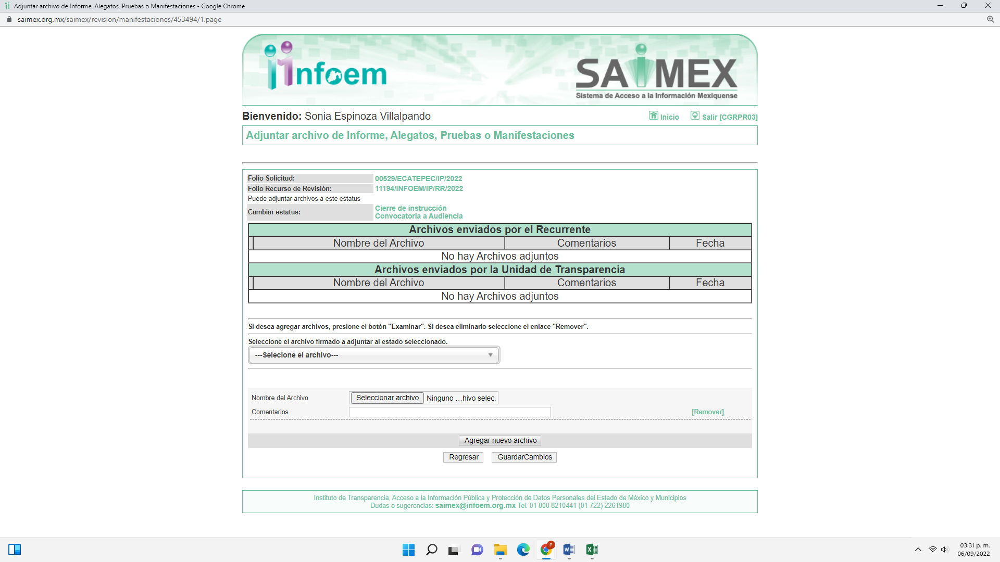 Adjuntar archivo de Informe, Alegatos, Pruebas o Manifestaciones - Google Chrome
saimex.org.mx/saimex/revision/manifestaciones/453494/1.page
infoem
SAIMEX
Sistema de Acceso a la Información Mexiquense
Bienvenido: Sonia Espinoza Villalpando
Inicio Salir [CGRPR03]
Adjuntar archivo de Informe, Alegatos, Pruebas o Manifestaciones
Folio Solicitud: 00529/ECATEPEC/IP/2022
Folio Recurso de Revisión: 11194/INFOEM/IP/RR/2022
Puede adjuntar archivos a este estatus
Cambiar estatus: Cierre de instrucción
Convocatoria a Audiencia
Archivos enviados por el Recurrente
Nombre del Archivo Comentarios Fecha
No hay Archivos adjuntos
Archivos enviados por la Unidad de Transparencia
Nombre del Archivo Comentarios Fecha
No hay Archivos adjuntos
Si desea agregar archivos, presione el botón "Examinar". Si desea eliminarlo seleccione el enlace "Remover".
Seleccione el archivo firmado a adjuntar al estado seleccionado.
---Selecione el archivo---
Nombre del Archivo Seleccionar archivo Ninguno ...hivo selec.
Comentarios [Remover]
Agregar nuevo archivo
Regresar GuardarCambios
Instituto de Transparencia, Acceso a la Información Pública y Protección de Datos Personales del Estado de México y Municipios
Dudas o sugerencias: saimex@infoem.org.mx Tel. 01 800 8210441 (01 722) 2261980
P
03:31 p. m.
06/09/2022